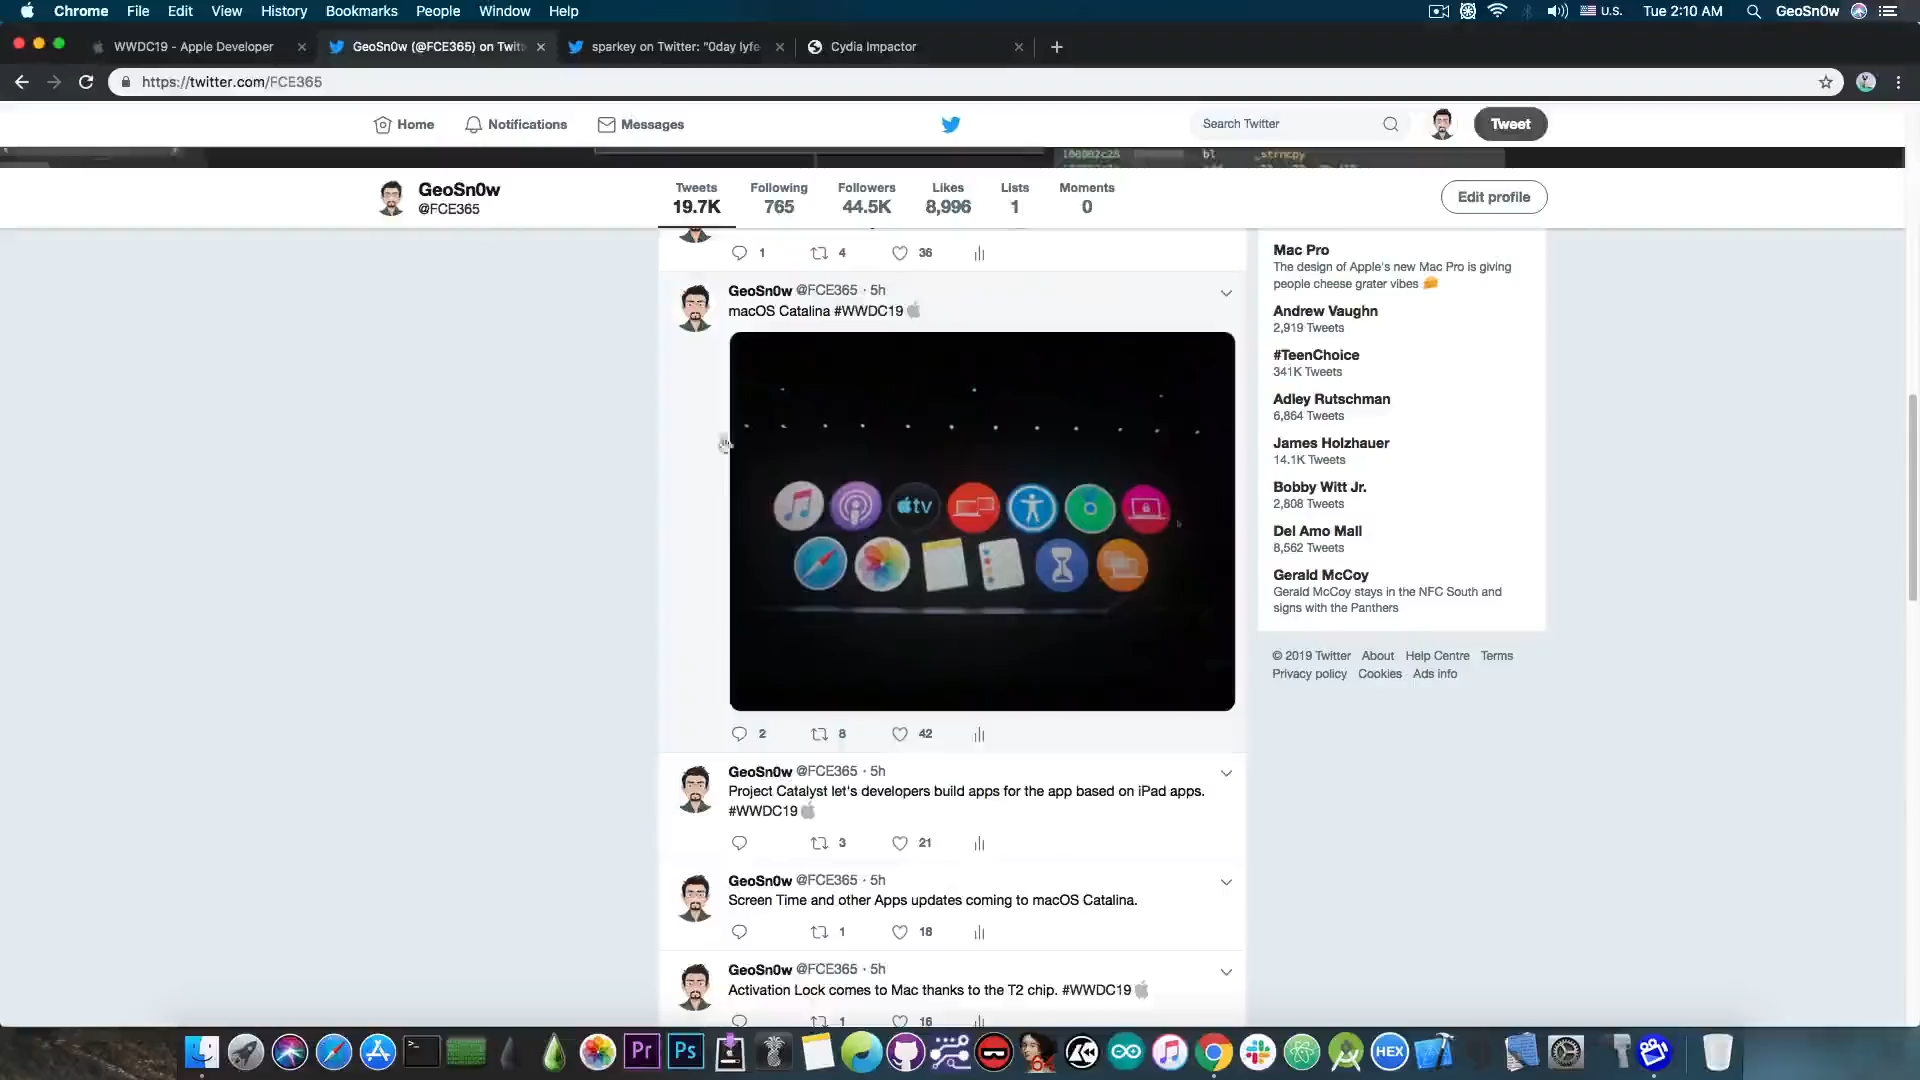 Chrome File Edit View History Bookmarks People Window Help
U.S. Tue 2:10 AM GeoSn0w
WWDC19 - Apple Developer
GeoSn0w (@FCE365) on Twit
sparkey on Twitter: "0day lyfe
Cydia Impactor
https://twitter.com/FCE365
Home Notifications Messages
Search Twitter
Tweet
100002c28 bl _strncpy
GeoSn0w
@FCE365
Tweets Following Followers Likes Lists Moments
19.7K 765 44.5K 8,996 1 0
Edit profile
1 4 36
GeoSn0w @FCE365 · 5h
macOS Catalina #WWDC19
tv
2 8 42
GeoSn0w @FCE365 · 5h
Project Catalyst let's developers build apps for the app based on iPad apps.
#WWDC19
3 21
GeoSn0w @FCE365 · 5h
Screen Time and other Apps updates coming to macOS Catalina.
1 18
GeoSn0w @FCE365 · 5h
Activation Lock comes to Mac thanks to the T2 chip. #WWDC19
1 16
Mac Pro
The design of Apple's new Mac Pro is giving
people cheese grater vibes
Andrew Vaughn
2,919 Tweets
#TeenChoice
341K Tweets
Adley Rutschman
6,864 Tweets
James Holzhauer
14.1K Tweets
Bobby Witt Jr.
2,808 Tweets
Del Amo Mall
8,562 Tweets
Gerald McCoy
Gerald McCoy stays in the NFC South and
signs with the Panthers
© 2019 Twitter About Help Centre Terms
Privacy policy Cookies Ads info
Pr Ps HEX